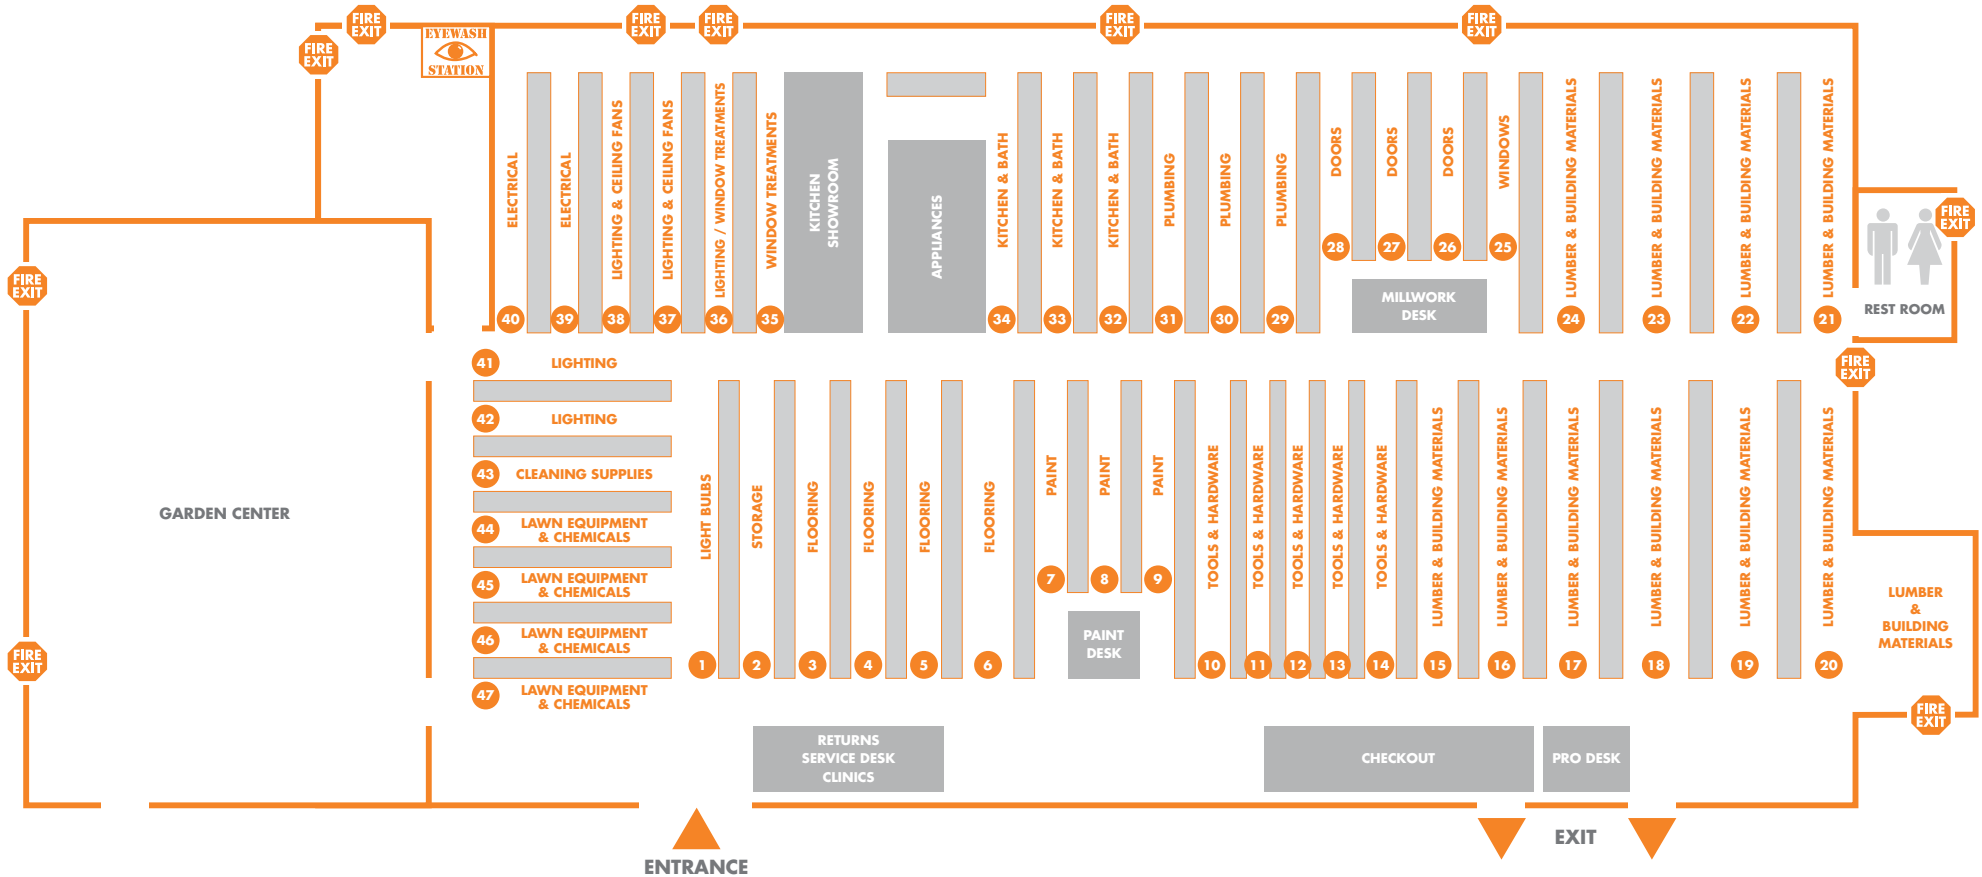 FIRE
EXIT
FIRE
EXIT
FIRE
EXIT
FIRE
EXIT
FIRE
EXIT
FIRE
EXIT
EYEWASH
STATION
ELECTRICAL
40
ELECTRICAL
39
LIGHTING & CEILING FANS
38
LIGHTING & CEILING FANS
37
LIGHTING / WINDOW TREATMENTS
36
WINDOW TREATMENTS
35
KITCHEN
SHOWROOM
APPLIANCES
KITCHEN & BATH
34
KITCHEN & BATH
33
KITCHEN & BATH
32
PLUMBING
31
PLUMBING
30
PLUMBING
29
DOORS
28
DOORS
27
DOORS
26
WINDOWS
25
MILLWORK
DESK
LUMBER & BUILDING MATERIALS
24
LUMBER & BUILDING MATERIALS
23
LUMBER & BUILDING MATERIALS
22
LUMBER & BUILDING MATERIALS
21
FIRE
EXIT
REST ROOM
FIRE
EXIT
FIRE
EXIT
FIRE
EXIT
GARDEN CENTER
41 LIGHTING
42 LIGHTING
43 CLEANING SUPPLIES
44 LAWN EQUIPMENT
& CHEMICALS
45 LAWN EQUIPMENT
& CHEMICALS
46 LAWN EQUIPMENT
& CHEMICALS
47 LAWN EQUIPMENT
& CHEMICALS
LIGHT BULBS
1
STORAGE
2
FLOORING
3
FLOORING
4
FLOORING
5
FLOORING
6
PAINT
7
PAINT
8
PAINT
9
PAINT
DESK
TOOLS & HARDWARE
10
TOOLS & HARDWARE
11
TOOLS & HARDWARE
12
TOOLS & HARDWARE
13
TOOLS & HARDWARE
14
LUMBER & BUILDING MATERIALS
15
LUMBER & BUILDING MATERIALS
16
LUMBER & BUILDING MATERIALS
17
LUMBER & BUILDING MATERIALS
18
LUMBER & BUILDING MATERIALS
19
LUMBER & BUILDING MATERIALS
20
LUMBER
&
BUILDING
MATERIALS
FIRE
EXIT
RETURNS
SERVICE DESK
CLINICS
CHECKOUT
PRO DESK
ENTRANCE
EXIT